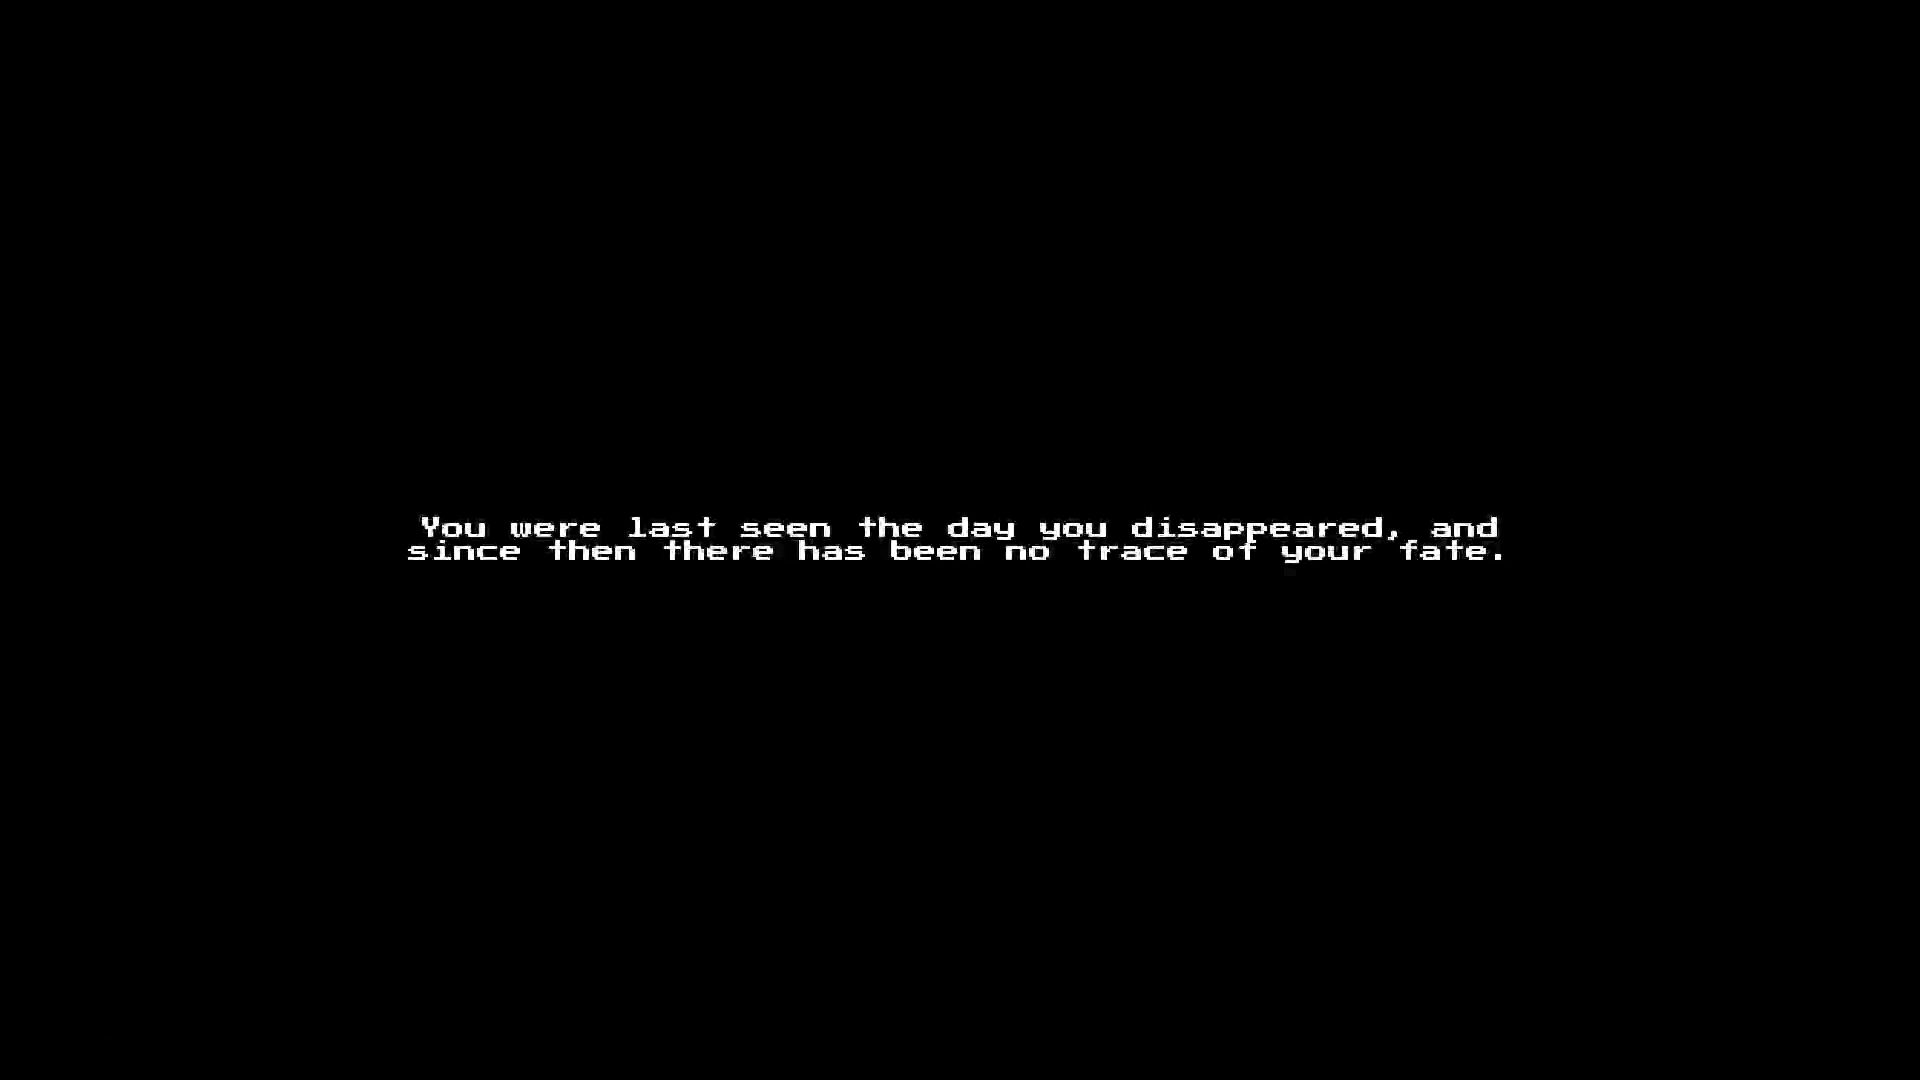 You were last seen the day you disappeared, and
since then there has been no trace of your fate.